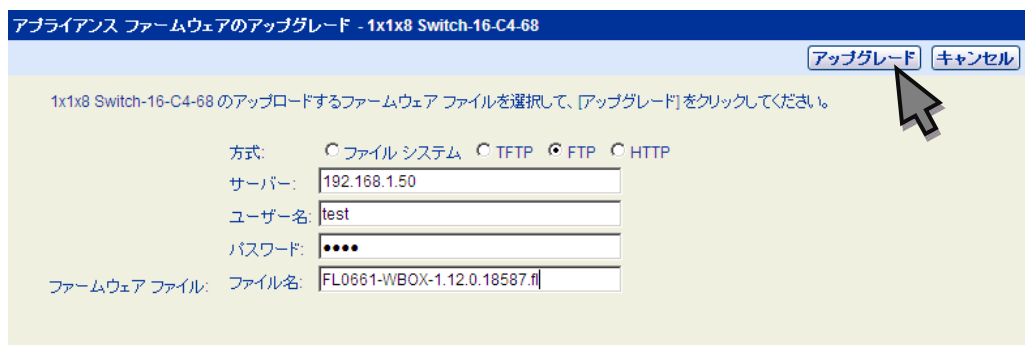 アプライアンス ファームウェアのアップグレード - 1x1x8 Switch-16-C4-68
アップグレード キャンセル
1x1x8 Switch-16-C4-68 のアップロードするファームウェア ファイルを選択して、[アップグレード] をクリックしてください。
方式: ファイル システム TFTP FTP HTTP
サーバー: 192.168.1.50
ユーザー名: test
パスワード: ••••
ファームウェア ファイル: ファイル名: FL0661-WBOX-1.12.0.18587.fl